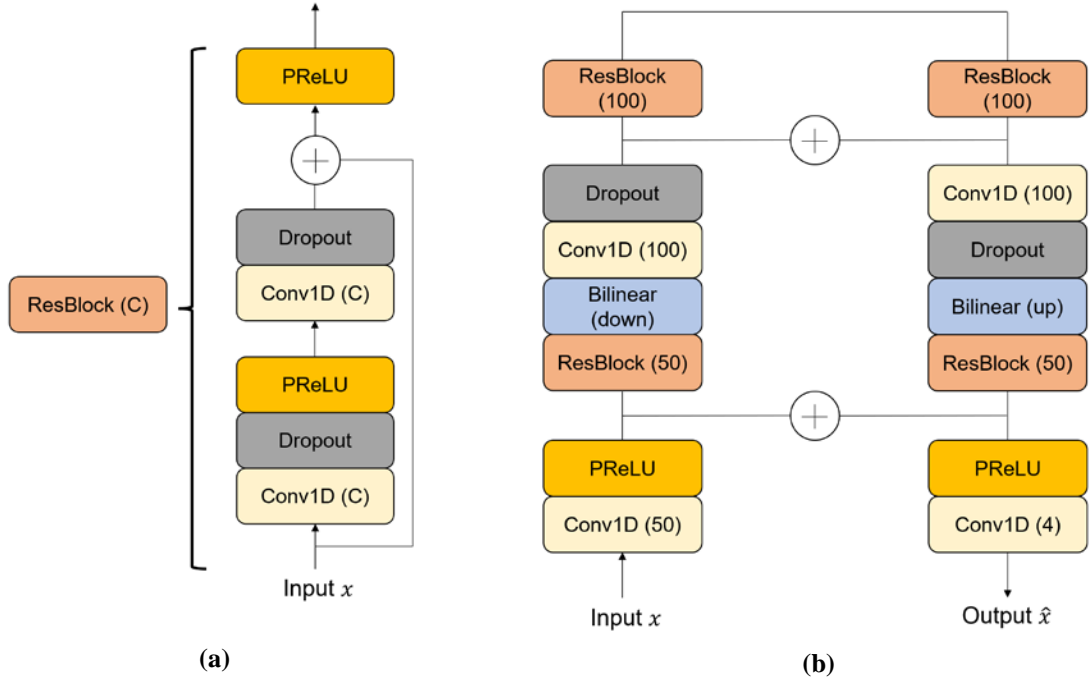 PReLU
Dropout
Conv1D (C)
ResBlock (C)
PReLU
Dropout
Conv1D (C)
Input x
(a)
ResBlock
(100)
Dropout
Conv1D (100)
Bilinear
(down)
ResBlock (50)
PReLU
Conv1D (50)
Input x
ResBlock
(100)
Conv1D (100)
Dropout
Bilinear (up)
ResBlock (50)
PReLU
Conv1D (4)
Output x̂
(b)